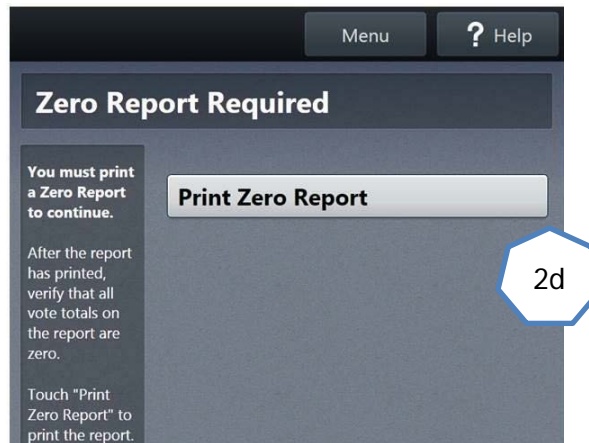 Menu
? Help
Zero Report Required
You must print
a Zero Report
to continue.
After the report
has printed,
verify that all
vote totals on
the report are
zero.
Touch "Print
Zero Report" to
print the report.
Print Zero Report
2d